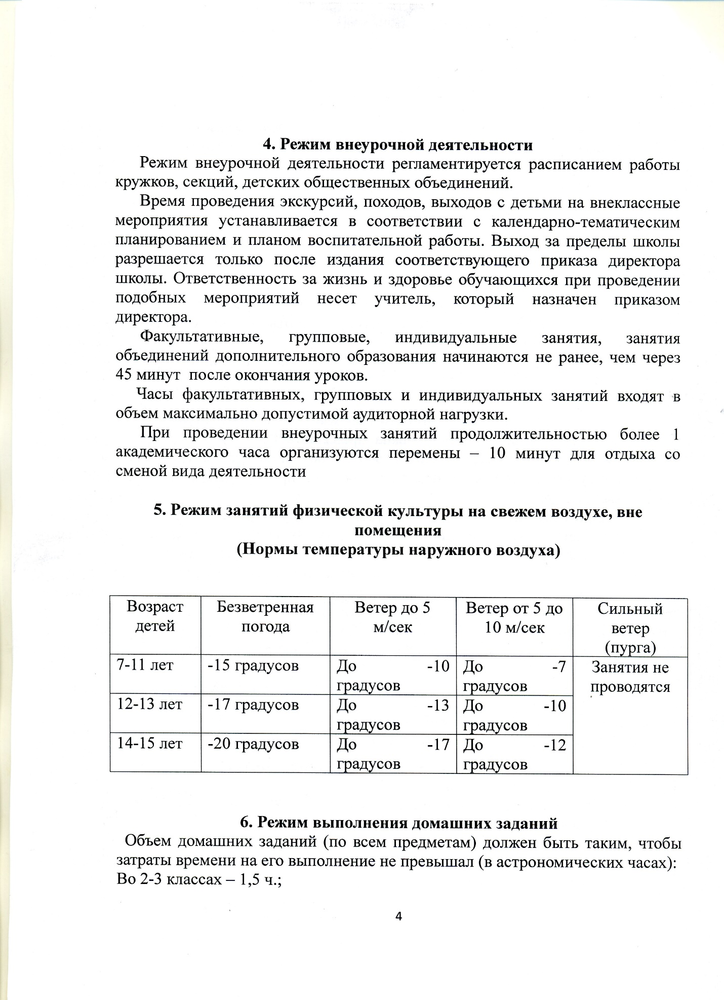 4. Режим внеурочной деятельности
Режим внеурочной деятельности регламентируется расписанием работы
кружков, секций, детских общественных объединений.
Время проведения экскурсий, походов, выходов с детьми на внеклассные
мероприятия устанавливается в соответствии с календарно-тематическим
планированием и планом воспитательной работы. Выход за пределы школы
разрешается только после издания соответствующего приказа директора
школы. Ответственность за жизнь и здоровье обучающихся при проведении
подобных мероприятий несет учитель, который назначен приказом
директора.
Факультативные, групповые, индивидуальные занятия, занятия
объединений дополнительного образования начинаются не ранее, чем через
45 минут после окончания уроков.
Часы факультативных, групповых и индивидуальных занятий входят в
объем максимально допустимой аудиторной нагрузки.
При проведении внеурочных занятий продолжительностью более 1
академического часа организуются перемены – 10 минут для отдыха со
сменой вида деятельности
5. Режим занятий физической культуры на свежем воздухе, вне
помещения
(Нормы температуры наружного воздуха)
Возраст детей Безветренная погода Ветер до 5 м/сек Ветер от 5 до 10 м/сек Сильный ветер (пурга)
7-11 лет -15 градусов До -10 градусов До -7 градусов Занятия не проводятся
12-13 лет -17 градусов До -13 градусов До -10 градусов
14-15 лет -20 градусов До -17 градусов До -12 градусов
6. Режим выполнения домашних заданий
Объем домашних заданий (по всем предметам) должен быть таким, чтобы
затраты времени на его выполнение не превышал (в астрономических часах):
Во 2-3 классах – 1,5 ч.;
4